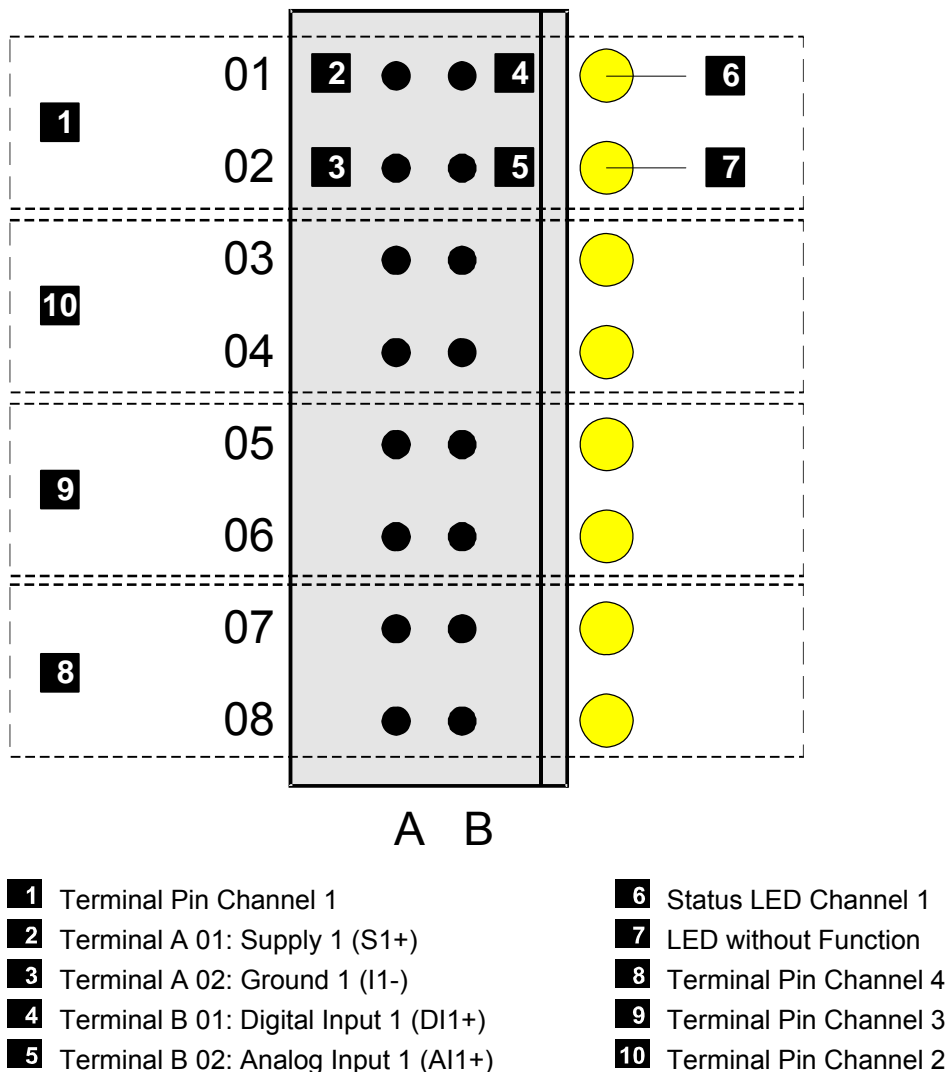 01 2 4 6
1
02 3 5 7
03
10
04
05
9
06
07
8
08
A B
1 Terminal Pin Channel 1
2 Terminal A 01: Supply 1 (S1+)
3 Terminal A 02: Ground 1 (I1-)
4 Terminal B 01: Digital Input 1 (DI1+)
5 Terminal B 02: Analog Input 1 (AI1+)
6 Status LED Channel 1
7 LED without Function
8 Terminal Pin Channel 4
9 Terminal Pin Channel 3
10 Terminal Pin Channel 2